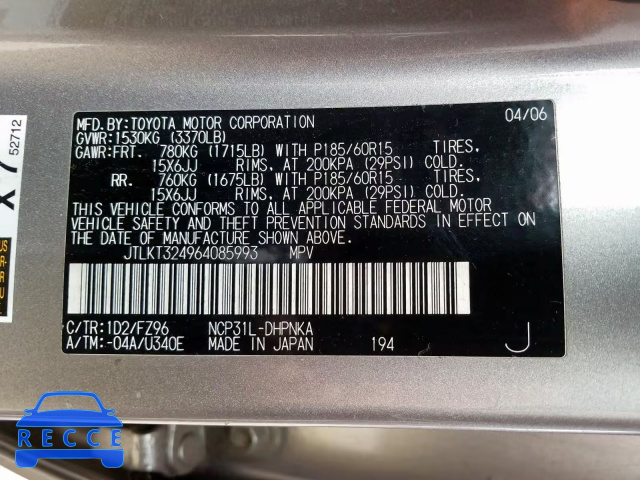 MFD.BY:TOYOTA MOTOR CORPORATION 04/06
GVWR:1530KG (3370LB)
GAWR:FRT. 780KG (1715LB) WITH P185/60R15 TIRES,
15X6JJ RIMS, AT 200KPA (29PSI) COLD.
RR. 760KG (1675LB) WITH P185/60R15 TIRES,
15X6JJ RIMS, AT 200KPA (29PSI) COLD.
THIS VEHICLE CONFORMS TO ALL APPLICABLE FEDERAL MOTOR
VEHICLE SAFETY AND THEFT PREVENTION STANDARDS IN EFFECT ON
THE DATE OF MANUFACTURE SHOWN ABOVE.
JTLKT324964085993 MPV
C/TR:1D2/FZ96 NCP31L-DHPNKA
A/TM:-04A/U340E MADE IN JAPAN 194 J
X 7
52712
RECCE